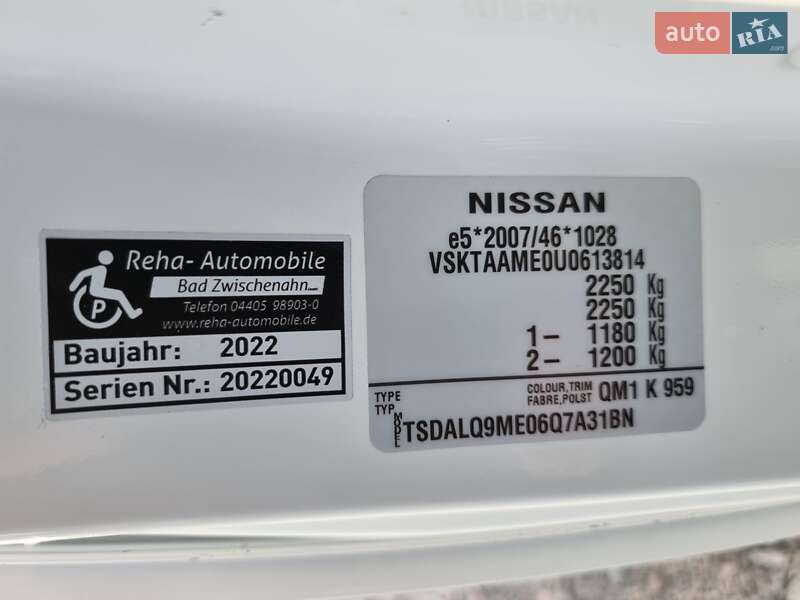 auto RIA
Reha- Automobile
Bad Zwischenahn
Telefon 04405 98903-0
www.reha-automobile.de
P
Baujahr: 2022
Serien Nr.: 20220049
NISSAN
e5*2007/46*1028
VSKTAAME0U0613814
2250 Kg
2250 Kg
1– 1180 Kg
2– 1200 Kg
TYPE
TYP
COLOUR,TRIM
FABRE,POLST
QM1 K 959
MODEL
TSDALQ9ME06Q7A31BN